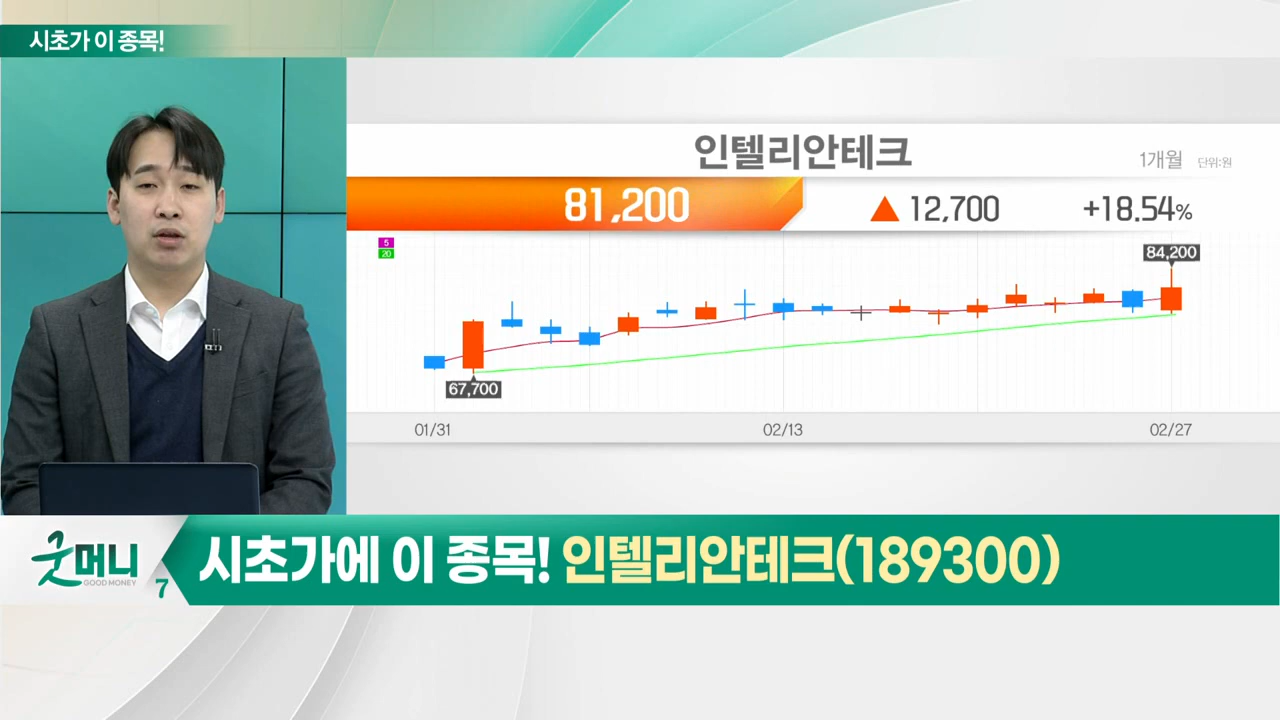 시초가 이 종목!
인텔리안테크
1개월 단위:원
81,200 ▲ 12,700 +18.54%
5
20
84,200
67,700
01/31 02/13 02/27
굿머니
GOOD MONEY
7
시초가에 이 종목! 인텔리안테크(189300)